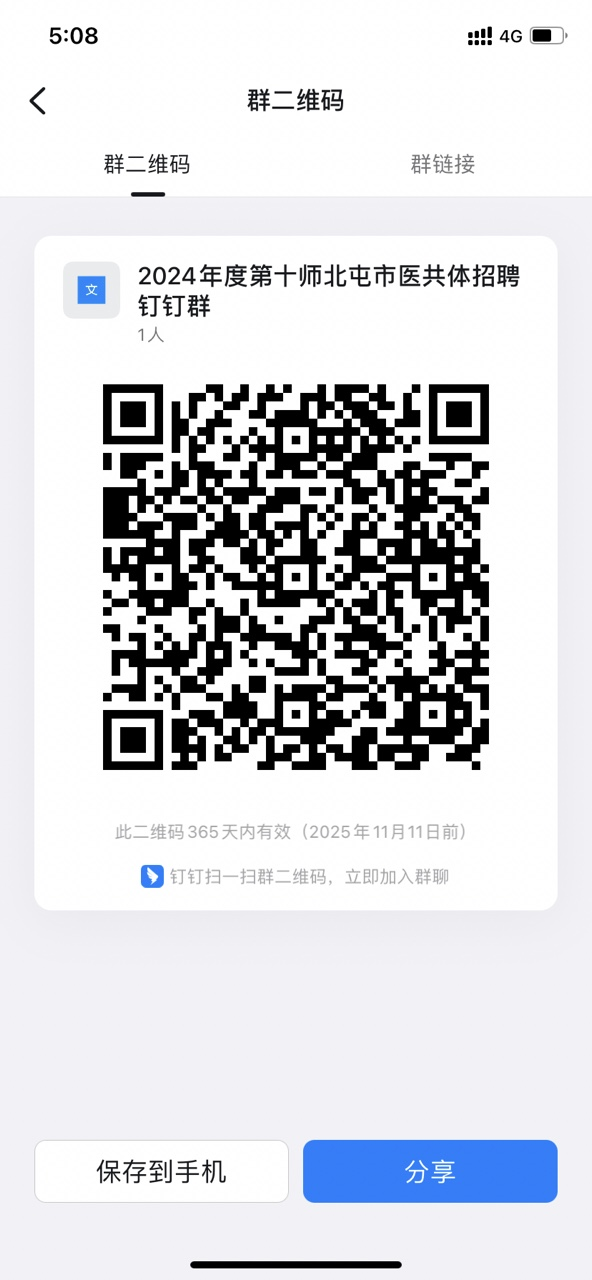 5:08
4G
群二维码
群二维码
群链接
文
2024年度第十师北屯市医共体招聘
钉钉群
1人
此二维码365天内有效（2025年11月11日前）
钉钉扫一扫群二维码，立即加入群聊
保存到手机
分享